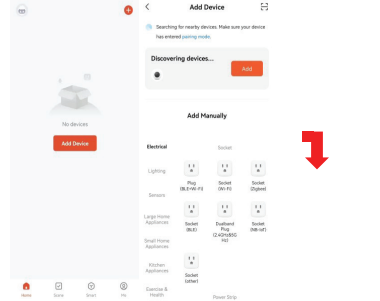 No devices
Add Device
Home
Scene
Smart
Me
Add Device
Searching for nearby devices. Make sure your device
has entered pairing mode.
Discovering devices...
Add
Add Manually
Electrical
Socket
Lighting
Sensors
Large Home
Appliances
Small Home
Appliances
Kitchen
Appliances
Exercise &
Health
Plug
(BLE+Wi-Fi)
Socket
(Wi-Fi)
Socket
(Zigbee)
Socket
(BLE)
Dualband
Plug
(2.4GHz&5G
Hz)
Socket
(NB-IoT)
Socket
(other)
Power Strip